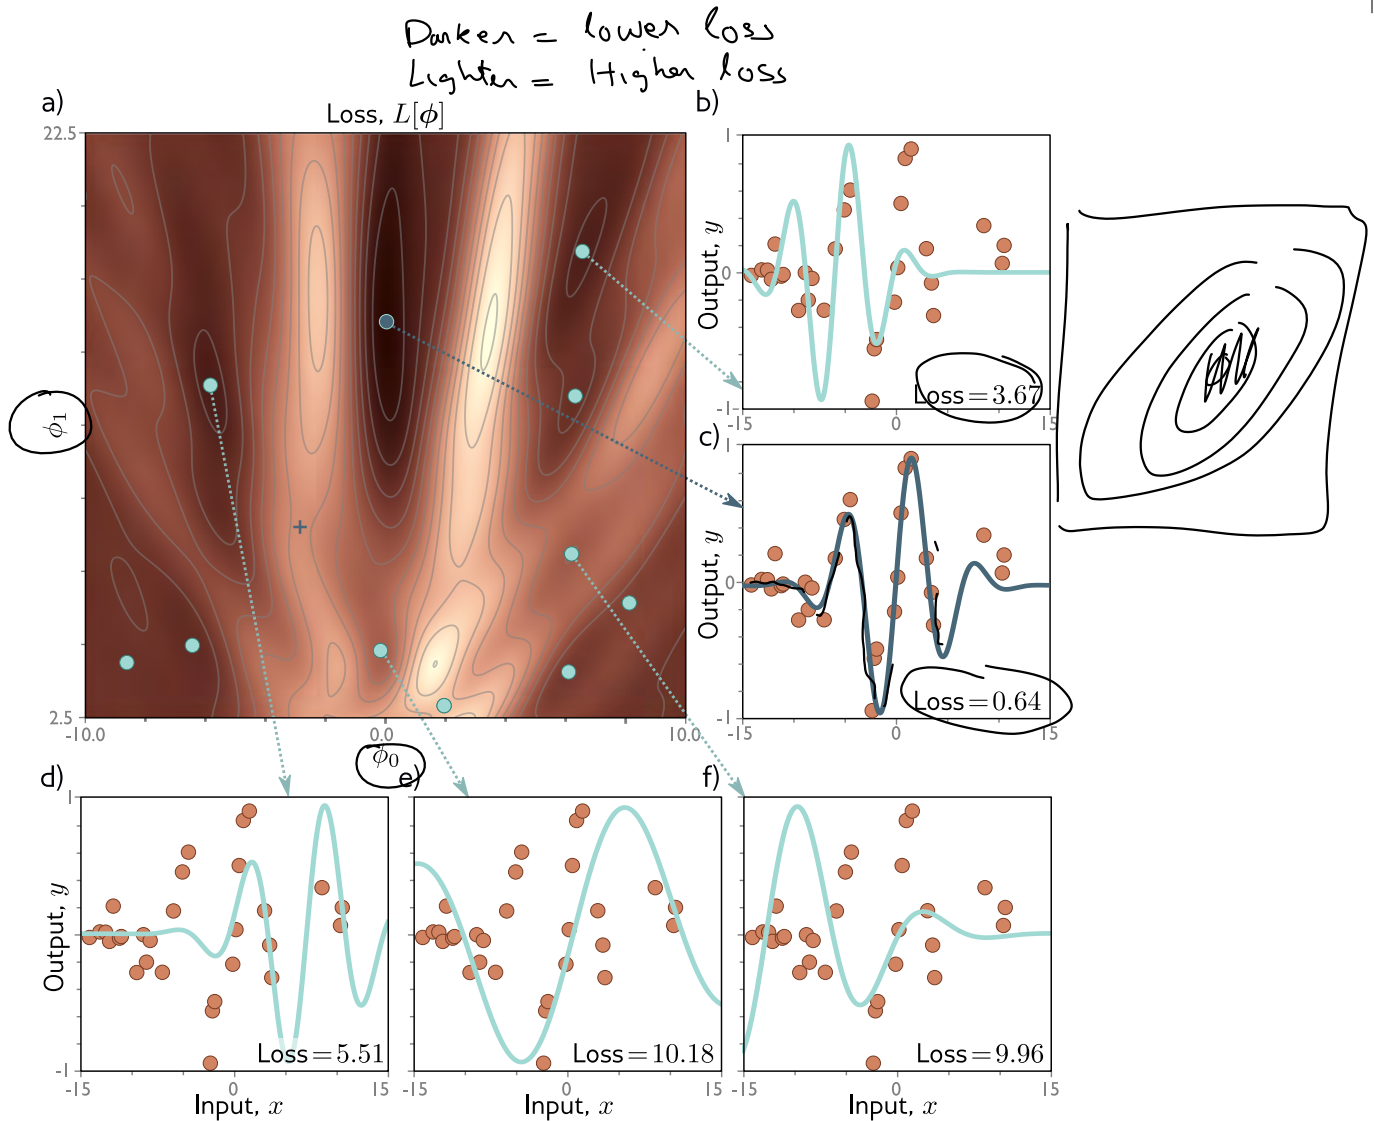 Darker = lower loss
Lighter = Higher loss
a)
Loss, L[ϕ]
22.5
ϕ₁
2.5
-10.0
0.0
10.0
ϕ₀
b)
1
Output, y
0
-1
Loss = 3.67
-15
0
15
c)
1
Output, y
0
-1
Loss = 0.64
-15
0
15
d)
1
Output, y
0
-1
Loss = 5.51
-15
0
15
Input, x
e)
Loss = 10.18
-15
0
15
Input, x
f)
Loss = 9.96
-15
0
15
Input, x